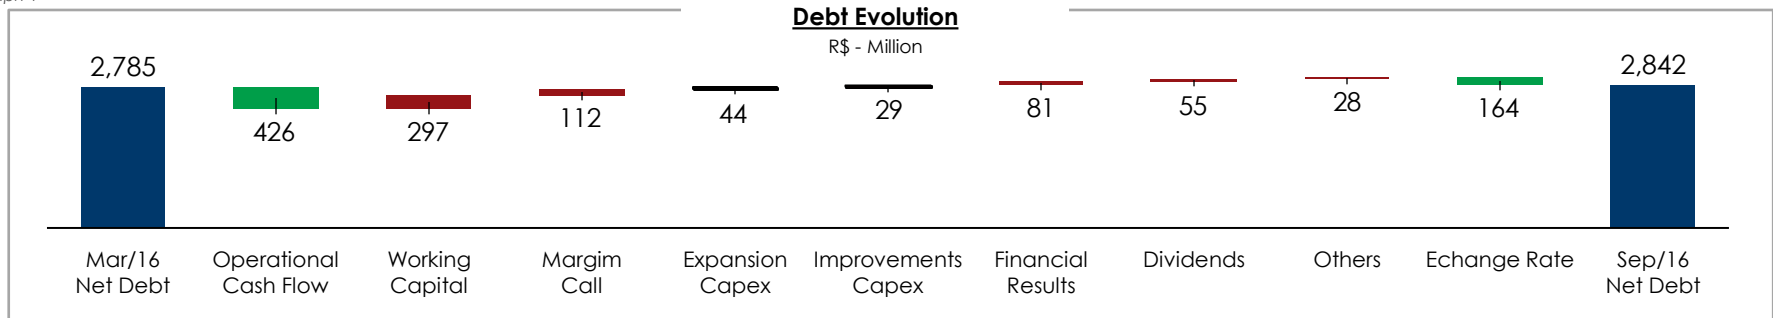 Debt Evolution
R$ - Million
2,785
426
297
112
44
29
81
55
28
164
2,842
Mar/16
Net Debt
Operational
Cash Flow
Working
Capital
Margim
Call
Expansion
Capex
Improvements
Capex
Financial
Results
Dividends
Others
Echange Rate
Sep/16
Net Debt